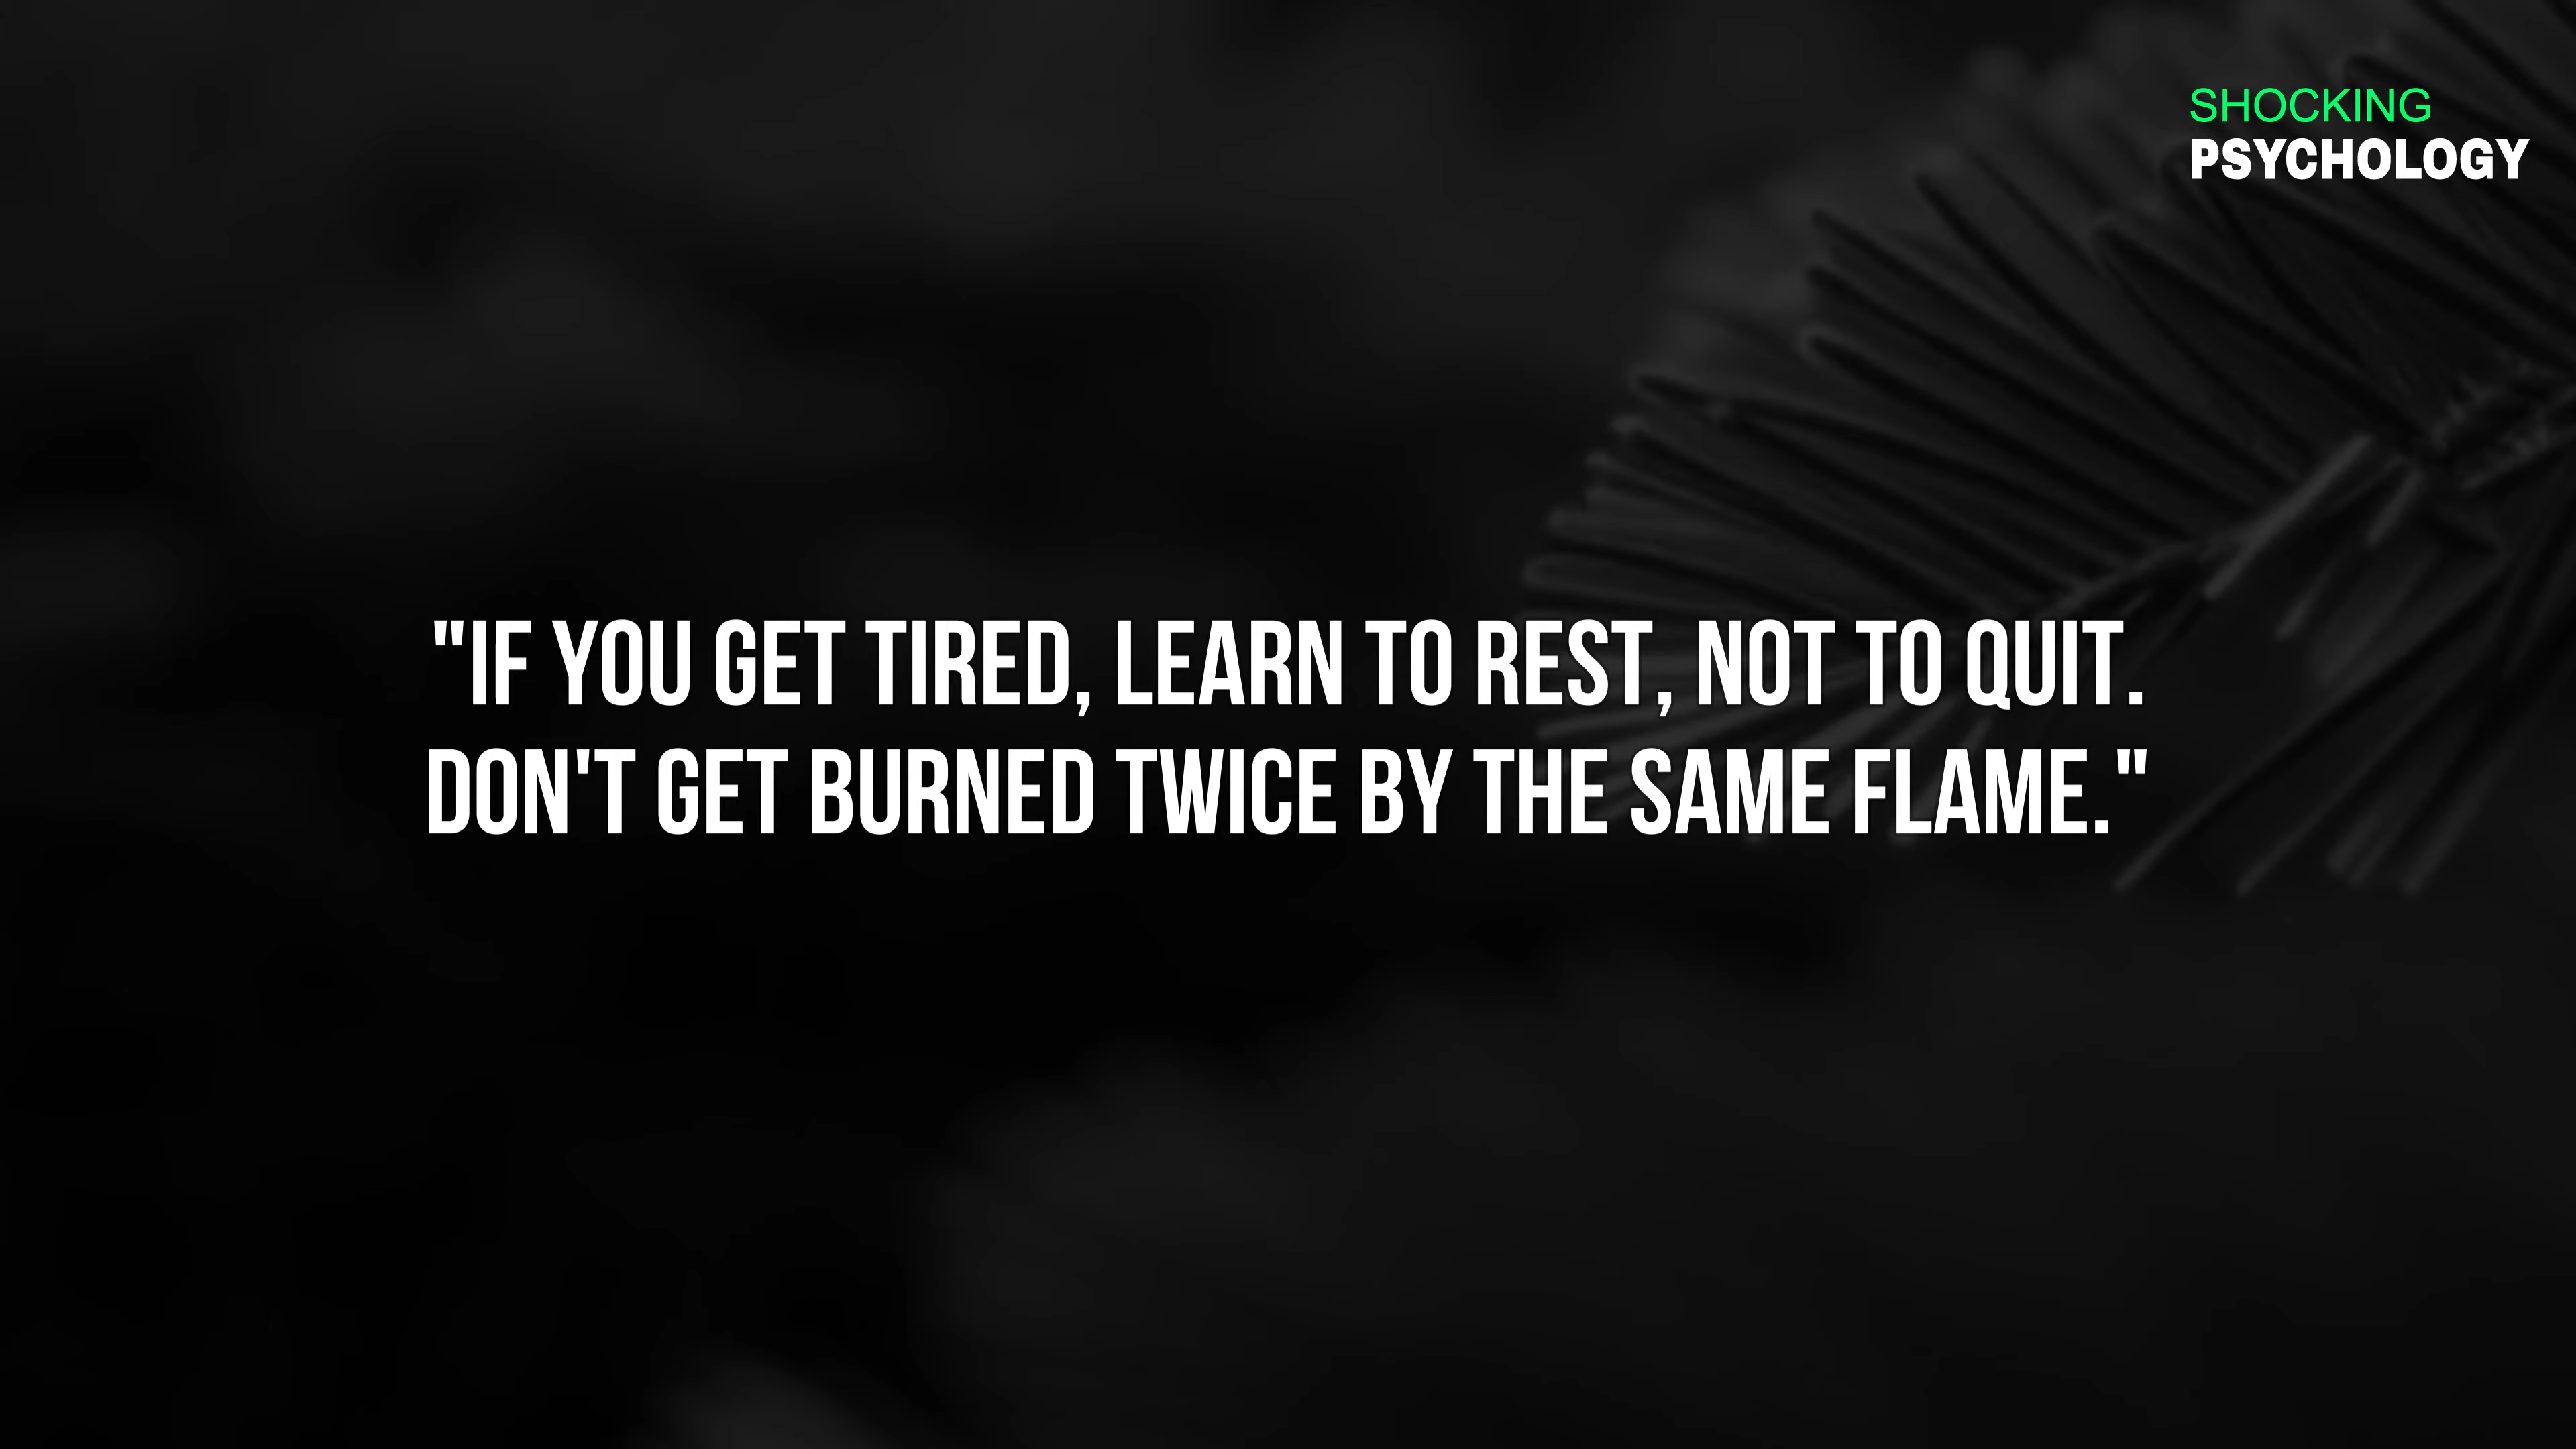 SHOCKING
PSYCHOLOGY
"IF YOU GET TIRED, LEARN TO REST, NOT TO QUIT.
DON'T GET BURNED TWICE BY THE SAME FLAME."